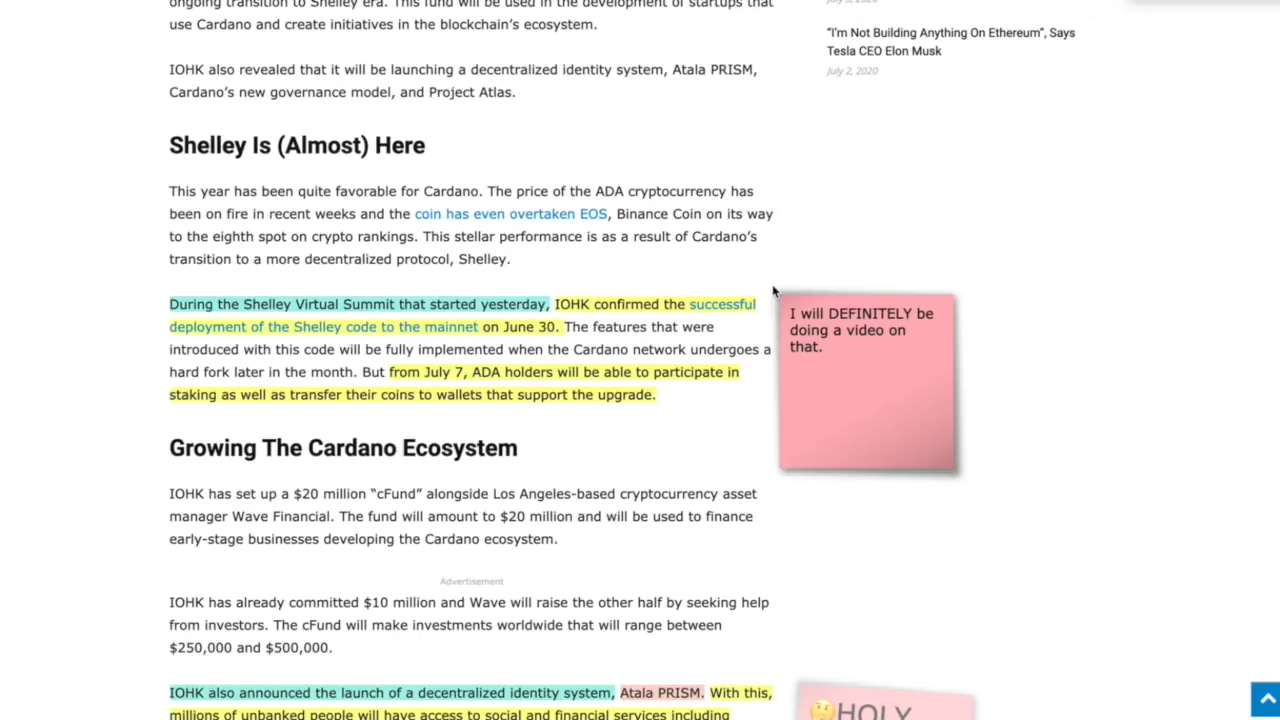 ongoing transition to Shelley era. This fund will be used in the development of startups that
use Cardano and create initiatives in the blockchain's ecosystem.
IOHK also revealed that it will be launching a decentralized identity system, Atala PRISM,
Cardano's new governance model, and Project Atlas.
Shelley Is (Almost) Here
This year has been quite favorable for Cardano. The price of the ADA cryptocurrency has
been on fire in recent weeks and the coin has even overtaken EOS, Binance Coin on its way
to the eighth spot on crypto rankings. This stellar performance is as a result of Cardano's
transition to a more decentralized protocol, Shelley.
During the Shelley Virtual Summit that started yesterday, IOHK confirmed the successful
deployment of the Shelley code to the mainnet on June 30. The features that were
introduced with this code will be fully implemented when the Cardano network undergoes a
hard fork later in the month. But from July 7, ADA holders will be able to participate in
staking as well as transfer their coins to wallets that support the upgrade.
Growing The Cardano Ecosystem
IOHK has set up a $20 million “cFund” alongside Los Angeles-based cryptocurrency asset
manager Wave Financial. The fund will amount to $20 million and will be used to finance
early-stage businesses developing the Cardano ecosystem.
Advertisement
IOHK has already committed $10 million and Wave will raise the other half by seeking help
from investors. The cFund will make investments worldwide that will range between
$250,000 and $500,000.
IOHK also announced the launch of a decentralized identity system, Atala PRISM. With this,
millions of unbanked people will have access to social and financial services including
July 3, 2020
“I'm Not Building Anything On Ethereum”, Says
Tesla CEO Elon Musk
July 2, 2020
I will DEFINITELY be
doing a video on
that.
🤔HOLY